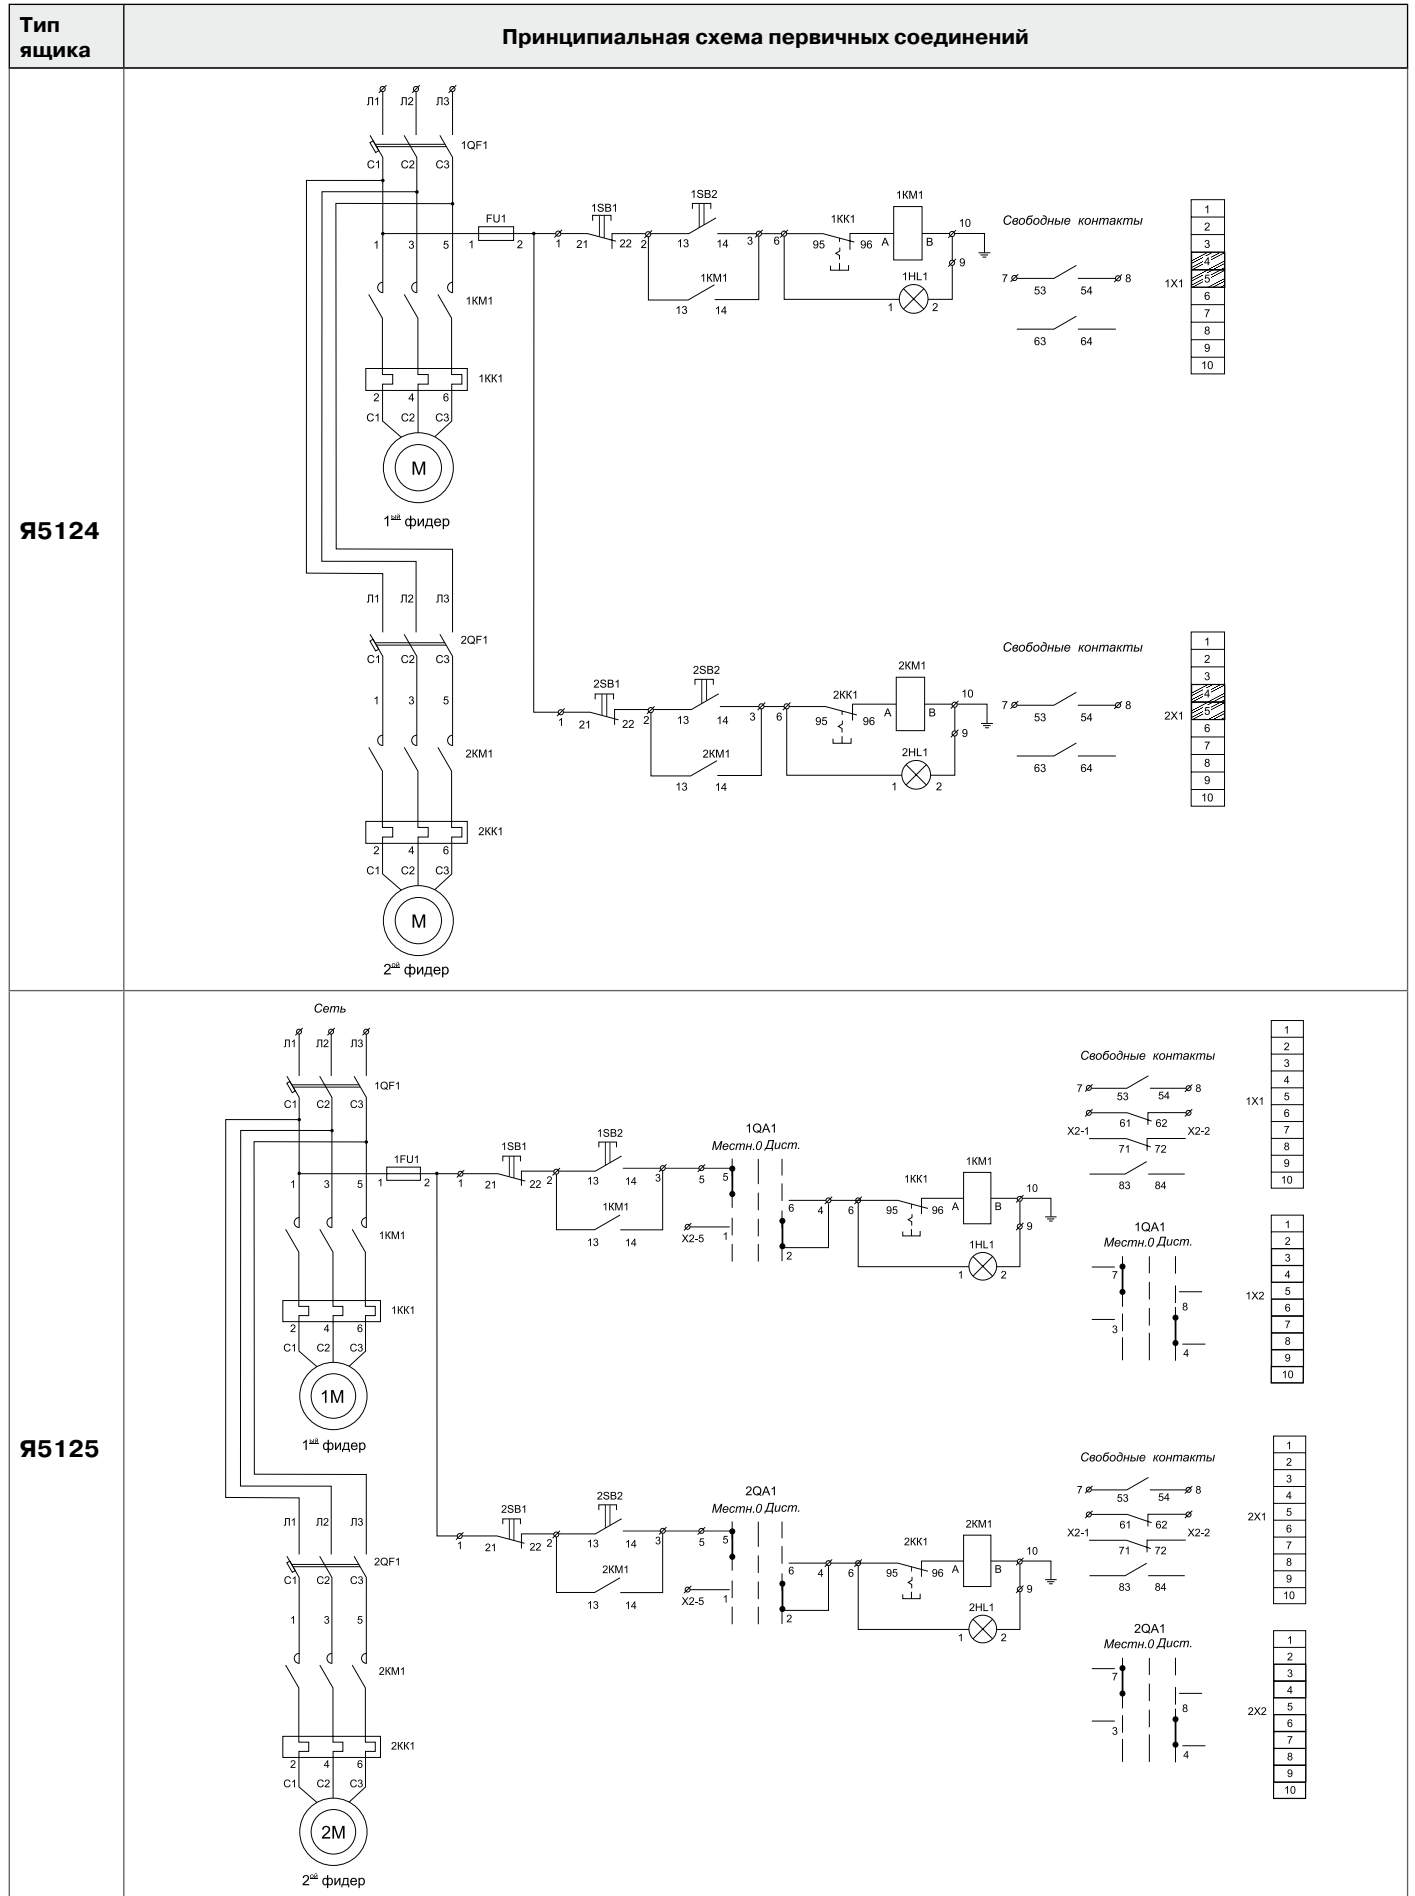 Тип ящика
Принципиальная схема первичных соединений
Я5124
Л1 Л2 Л3
1QF1
С1 С2 С3
1 3 5
FU1
1 2
1
1SB1
21 22
2
1SB2
13 14
3
1KM1
13 14
6
1KK1
95 96
1KM1
A B
10
9
1HL1
1 2
Свободные контакты
7 53 54 8
63 64
1X1
1
2
3
4
5
6
7
8
9
10
1KM1
1KK1
2 4 6
С1 С2 С3
M
1ый фидер
Л1 Л2 Л3
2QF1
С1 С2 С3
1 3 5
1
2SB1
21 22
2
2SB2
13 14
3
2KM1
13 14
6
2KK1
95 96
2KM1
A B
10
9
2HL1
1 2
Свободные контакты
7 53 54 8
63 64
2X1
1
2
3
4
5
6
7
8
9
10
2KM1
2KK1
2 4 6
С1 С2 С3
M
2ой фидер
Я5125
Сеть
Л1 Л2 Л3
1QF1
С1 С2 С3
1 3 5
1FU1
1 2
1
1SB1
21 22
2
1SB2
13 14
3
1KM1
13 14
5
1QA1
Местн.0 Дист.
5
6
X2-5
1
2
4
6
1KK1
95 96
1KM1
A B
10
9
1HL1
1 2
Свободные контакты
7 53 54 8
61 62
X2-1 X2-2
71 72
83 84
1QA1
Местн.0 Дист.
7
8
3
4
1X1
1
2
3
4
5
6
7
8
9
10
1X2
1
2
3
4
5
6
7
8
9
10
1KM1
1KK1
2 4 6
С1 С2 С3
1M
1ый фидер
Л1 Л2 Л3
2QF1
С1 С2 С3
1 3 5
1
2SB1
21 22
2
2SB2
13 14
3
2KM1
13 14
5
2QA1
Местн.0 Дист.
5
6
X2-5
1
2
4
6
2KK1
95 96
2KM1
A B
10
9
2HL1
1 2
Свободные контакты
7 53 54 8
61 62
X2-1 X2-2
71 72
83 84
2QA1
Местн.0 Дист.
7
8
3
4
2X1
1
2
3
4
5
6
7
8
9
10
2X2
1
2
3
4
5
6
7
8
9
10
2KM1
2KK1
2 4 6
С1 С2 С3
2M
2ой фидер